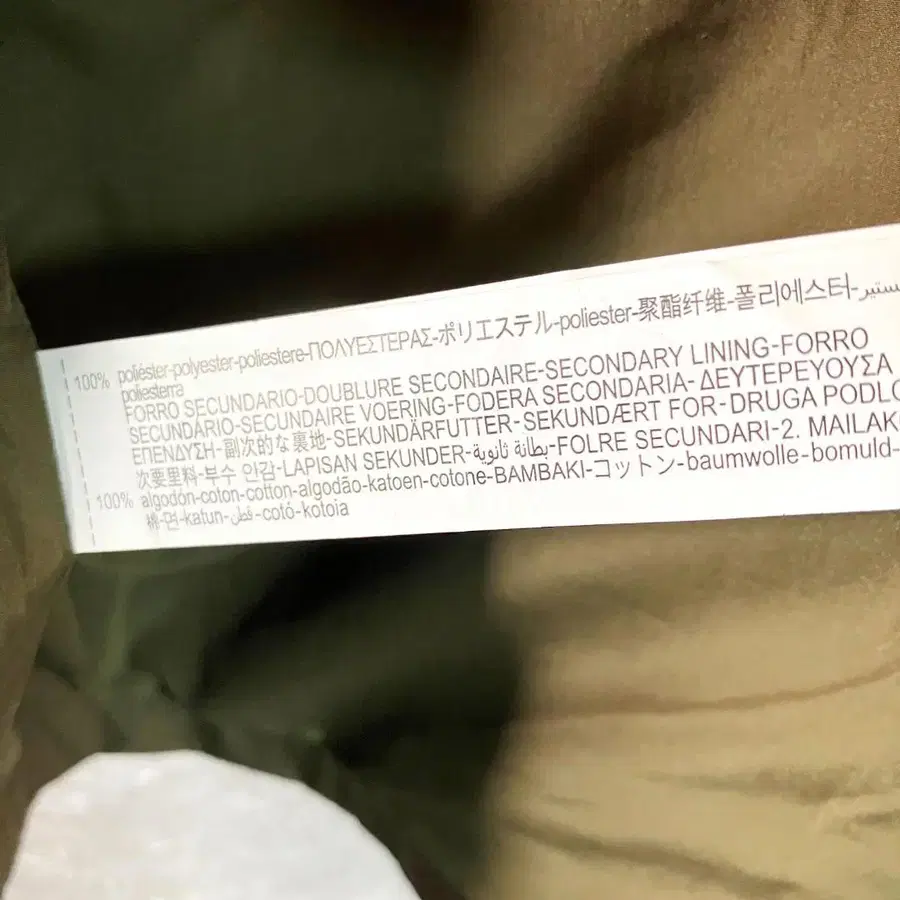 100% poliéster-polyester-poliestere-ΠΟΛΥΕΣΤΕΡΑΣ-ポリエステル-poliester-聚酯纤维-폴리에스터-
poliesterra
FORRO SECUNDARIO-DOUBLURE SECONDAIRE-SECONDARY LINING-FORRO
SECUNDÁRIO-SECUNDAIRE VOERING-FODERA SECONDARIA-ΔΕΥΤΕΡΕΥΟΥΣΑ
ΕΠΕΝΔΥΣΗ-副次的な裏地-SEKUNDÄRFUTTER-SEKUNDÆRT FOR-DRUGA
次要里料-부수 안감-LAPISAN SEKUNDER-بطانة ثانوية-FOLRE SECUNDARI-2.
100% algodón-coton-cotton-algodão-katoen-cotone-BAMBAKI-コットン-baumwolle-bomuld-
棉-면-katun-قطن-cotó-kotoia